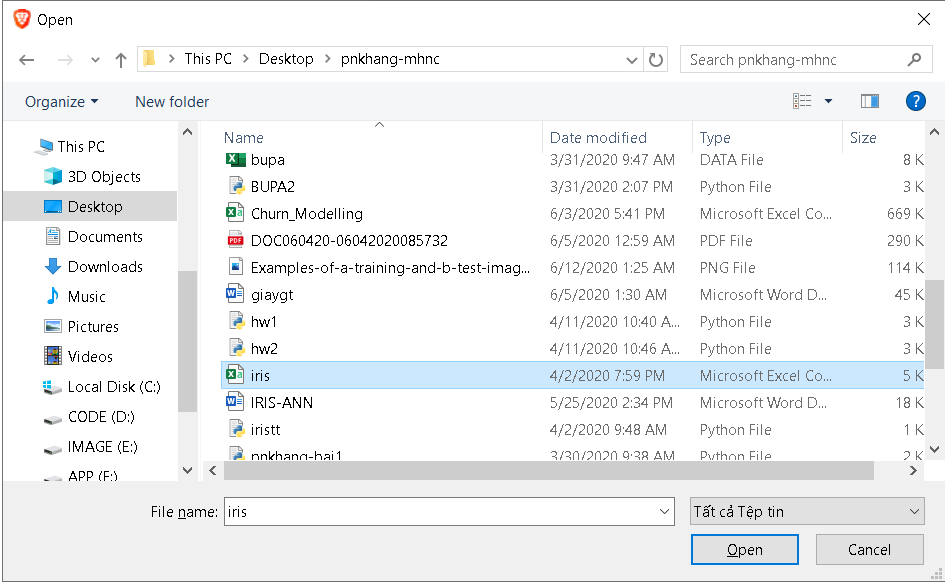 Open
This PC > Desktop > pnkhang-mhnc
Search pnkhang-mhnc
Organize
New folder
?
This PC
3D Objects
Desktop
Documents
Downloads
Music
Pictures
Videos
Local Disk (C:)
CODE (D:)
IMAGE (E:)
APP (F:)
Name Date modified Type Size
bupa 3/31/2020 9:47 AM DATA File 8 K
BUPA2 3/31/2020 2:07 PM Python File 3 K
Churn_Modelling 6/3/2020 5:41 PM Microsoft Excel Co... 669 K
DOC060420-06042020085732 6/5/2020 12:59 AM PDF File 290 K
Examples-of-a-training-and-b-test-imag... 6/12/2020 1:25 AM PNG File 114 K
giaygt 6/5/2020 1:30 AM Microsoft Word D... 45 K
hw1 4/11/2020 10:40 A... Python File 3 K
hw2 4/11/2020 10:46 A... Python File 3 K
iris 4/2/2020 7:59 PM Microsoft Excel Co... 5 K
IRIS-ANN 5/25/2020 2:34 PM Microsoft Word D... 18 K
iristt 4/2/2020 9:48 AM Python File 1 K
pnkhang-bai1 3/30/2020 9:38 AM Python File 2 K
File name: iris
Tất cả Tệp tin
Open
Cancel